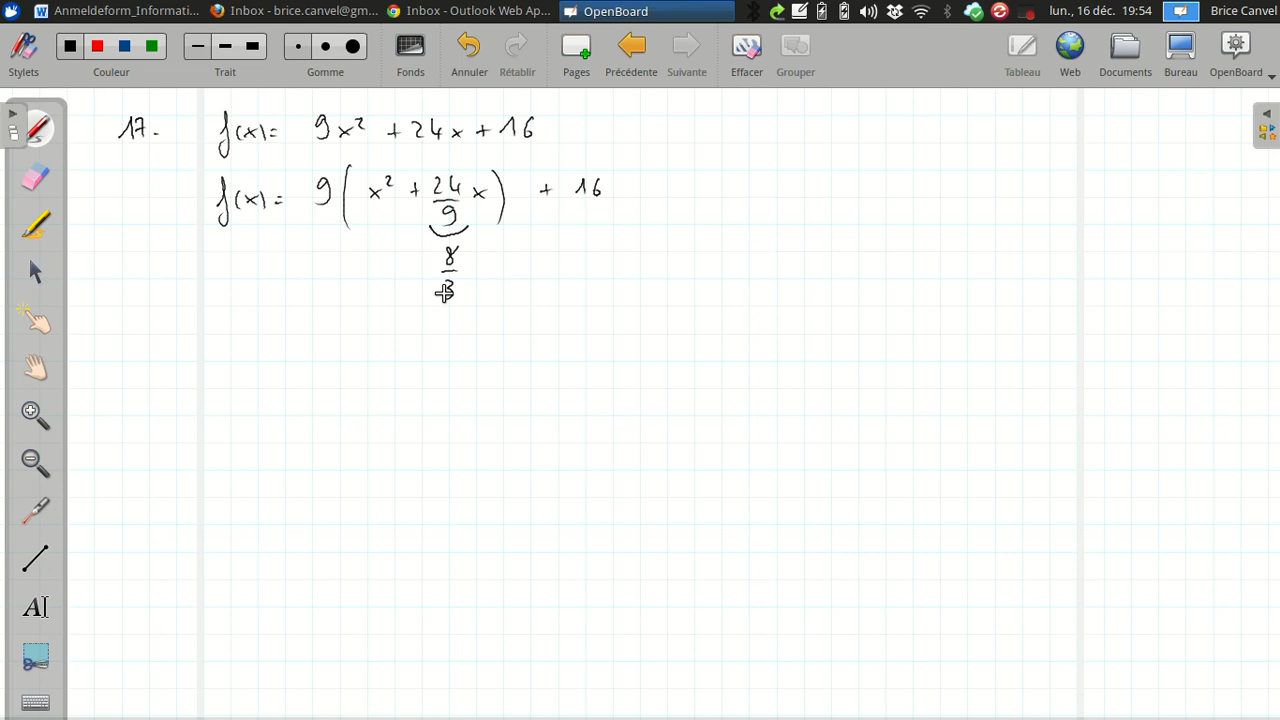 Anmeldeform_Informati...
Inbox - brice.canvel@gm...
Inbox - Outlook Web Ap...
OpenBoard
lun., 16 déc. 19:54
Brice Canvel
Stylets
Couleur
Trait
Gomme
Fonds
Annuler
Rétablir
Pages
Précédente
Suivante
Effacer
Grouper
Tableau
Web
Documents
Bureau
OpenBoard
17- f(x)= 9x² + 24x + 16
f(x)= 9( x² + 24/9 x ) + 16
8/3
A